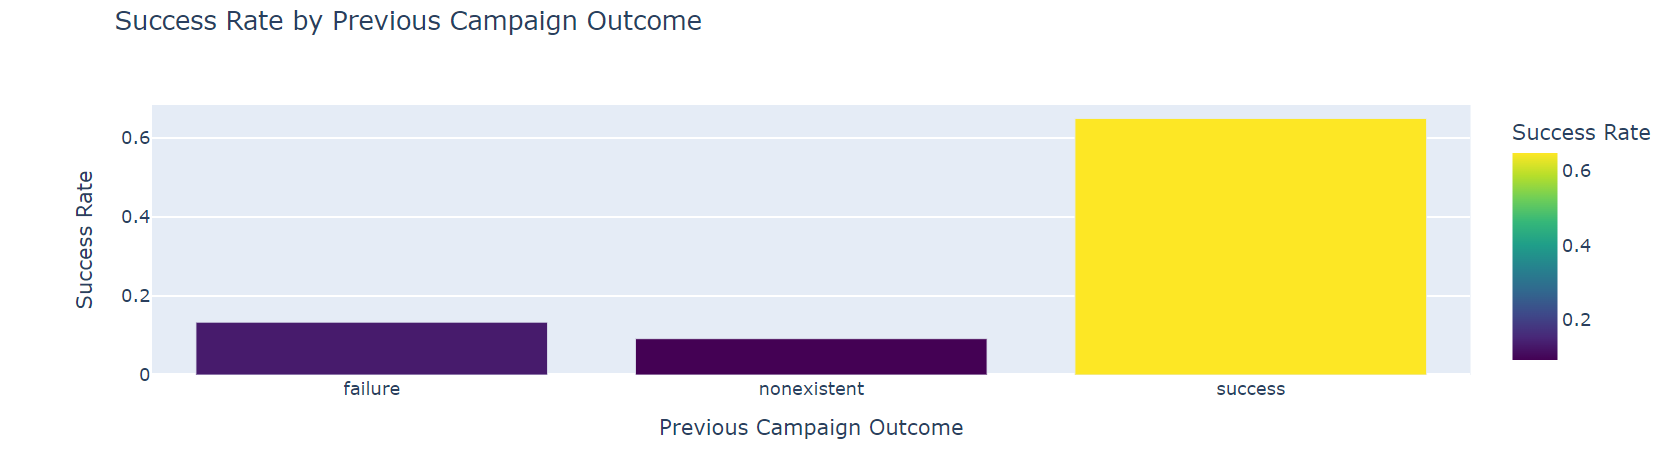 Success Rate by Previous Campaign Outcome
Success Rate
0.6
0.4
0.2
0
failure
nonexistent
success
Previous Campaign Outcome
Success Rate
0.6
0.4
0.2